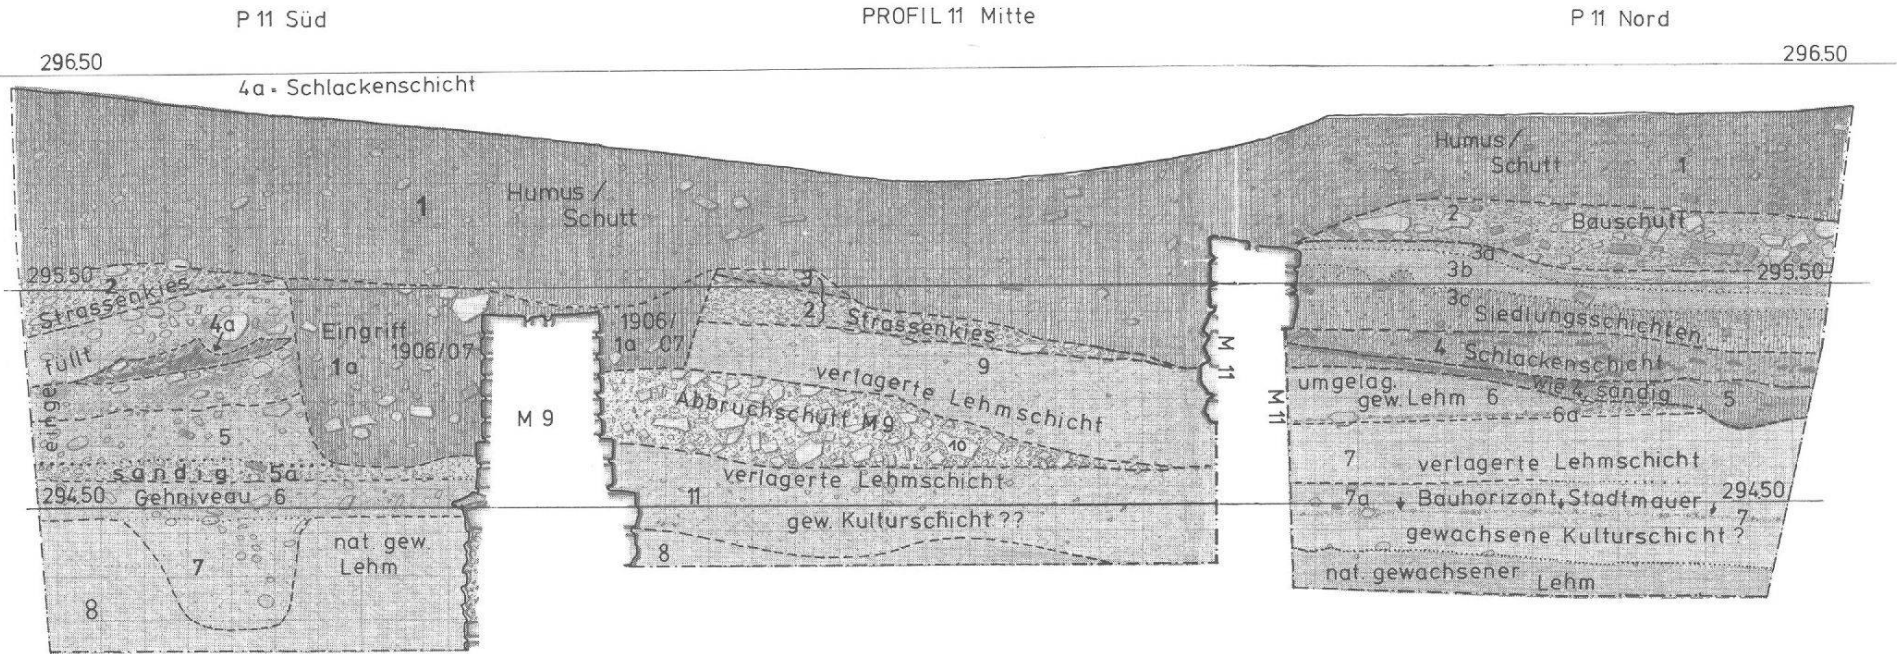 P 11 Süd
PROFIL 11 Mitte
P 11 Nord
296.50
296.50
4a = Schlackenschicht
1
Humus /
Schutt
295.50
2
Strassenkies
4a
füllt
einge
5
sandig 5a
294.50 Gehniveau 6
7
8
nat. gew.
Lehm
Eingriff
1906/07
1a
M 9
1906/
1a 07
3
2
Strassenkies
9
verlagerte Lehmschicht
Abbruchschutt M9
10
verlagerte Lehmschicht
11
gew. Kulturschicht ??
8
M 11
M 11
Humus /
Schutt
1
2
Bauschutt
3a
3b
295.50
3c
Siedlungsschichten
4 Schlackenschicht
umgelag.
gew. Lehm 6
wie 4, sandig
5
6a
7
verlagerte Lehmschicht
7a Bauhorizont Stadtmauer
294.50
7
gewachsene Kulturschicht ?
nat. gewachsener
Lehm